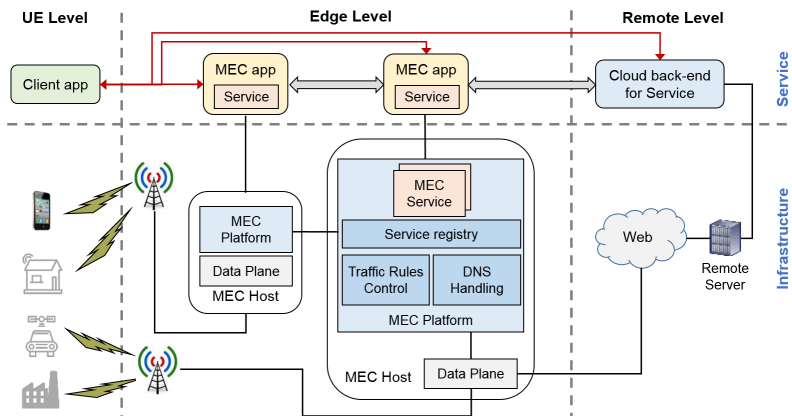 UE Level
Edge Level
Remote Level
Client app
MEC app
Service
MEC app
Service
Cloud back-end
for Service
Service
MEC
Platform
Data Plane
MEC Host
MEC
Service
Service registry
Traffic Rules
Control
DNS
Handling
MEC Platform
MEC Host
Data Plane
Web
Remote
Server
Infrastructure